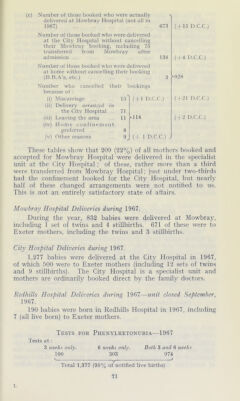 (c) Number of those booked who were actually
delivered at Mowbray Hospital (not all in
1967) 675 (+15 D.C.C.)
Number of those booked who were delivered
at the City Hospital without cancelling
their Mowbray booking, including 75
transferred from Mowbray after
admission 134 (+4 D.C.C.)
Number of those booked who were delivered
at home without cancelling their booking
(B.B.A's, etc.) 3 *928
Number who cancelled their bookings
because of:
(i) Miscarriage 15 (+1 D.C.C.) (+21 D.C.C.)
(ii) Delivery arranged in
the City Hospital
(iii) Leaving the area 11 *116 (+2 D.C.C.)
(iv) Home confinement
preferred 6
(v) Other reasons 9 (+1 D.C.C.)
These tables show that 209 (22%) of all mothers booked and
accepted for Mowbray Hospital were delivered in the specialist
unit at the City Hospital; of these, rather more than a third
were transferred from Mowbray Hospital; just under two-thirds
had the confinement booked for the City Hospital, but nearly
half of these changed arrangements were not notified to us.
This is not an entirely satisfactory state of affairs.
Mowbray Hospital Deliveries during 1967.
During the year, 832 babies were delivered at Mowbray,
including 1 set of twins and 4 stillbirths. 671 of these were to
Exeter mothers, including the twins and 3 stillbirths.
City Hospital Deliveries during 1967.
1,277 babies were delivered at the City Hospital in 1967,
of which 500 were to Exeter mothers (including 12 sets of twins
and 9 stillbirths). The City Hospital is a specialist unit and
mothers are ordinarily booked direct by the family doctors.
Redhills Hospital Deliveries during 1967—until closed September,
1967.
190 babies were born in Redhills Hospital in 1967, including
7 (all live born) to Exeter mothers.
TESTS FOR PHENYLKETONURIA—1967
Tests at:
3 weeks only. 6 weeks only. Both 3 and 6 weeks
100 303 974
Total 1,377 (95% of notified live births)
21